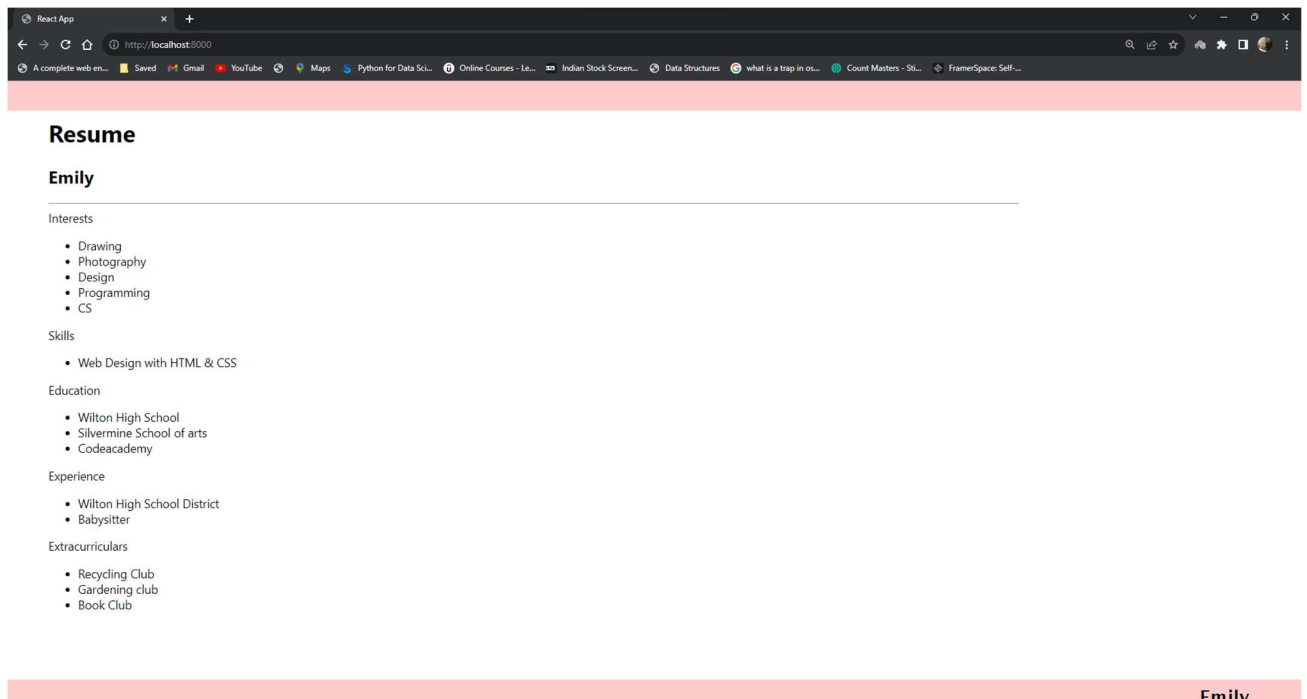 React App
http://localhost:8000
A complete web en... Saved Gmail YouTube Maps Python for Data Sci... Online Courses - Le... Indian Stock Screen... Data Structures what is a trap in os... Count Masters - Sti... FramerSpace: Self-...
Resume
Emily
Interests
• Drawing
• Photography
• Design
• Programming
• CS
Skills
• Web Design with HTML & CSS
Education
• Wilton High School
• Silvermine School of arts
• Codeacademy
Experience
• Wilton High School District
• Babysitter
Extracurriculars
• Recycling Club
• Gardening club
• Book Club
Emily